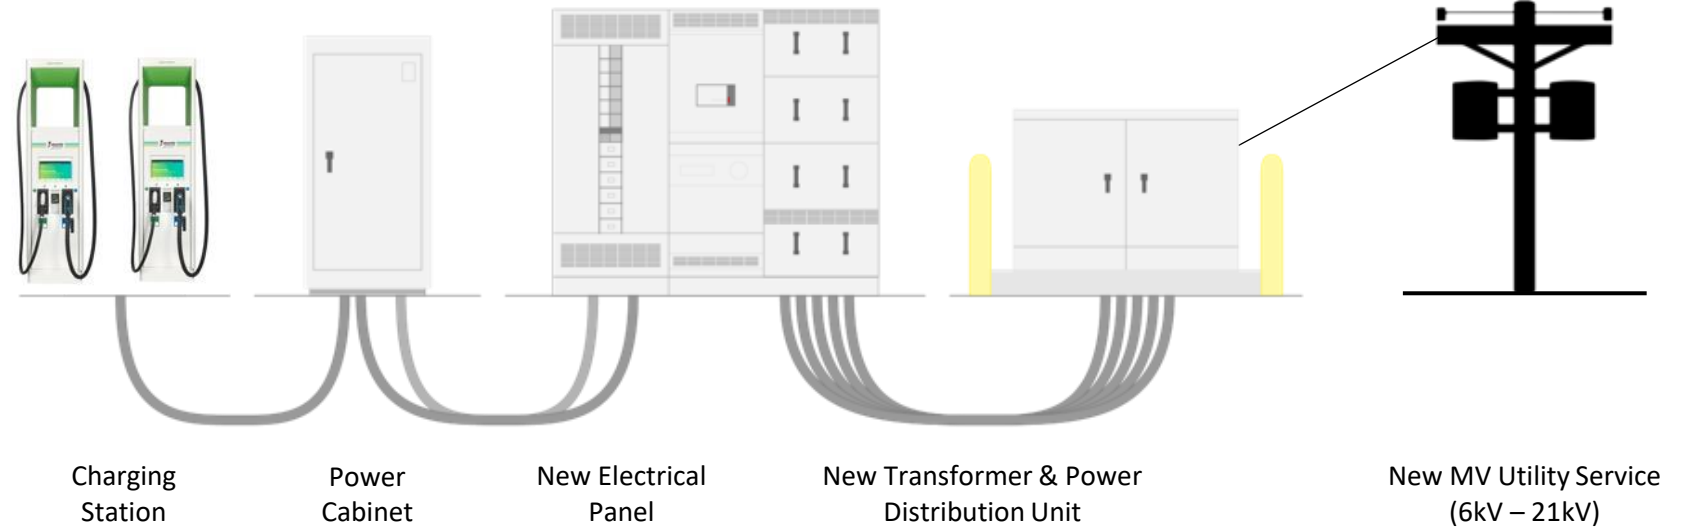 Charging
Station
Power
Cabinet
New Electrical
Panel
New Transformer & Power
Distribution Unit
New MV Utility Service
(6kV – 21kV)